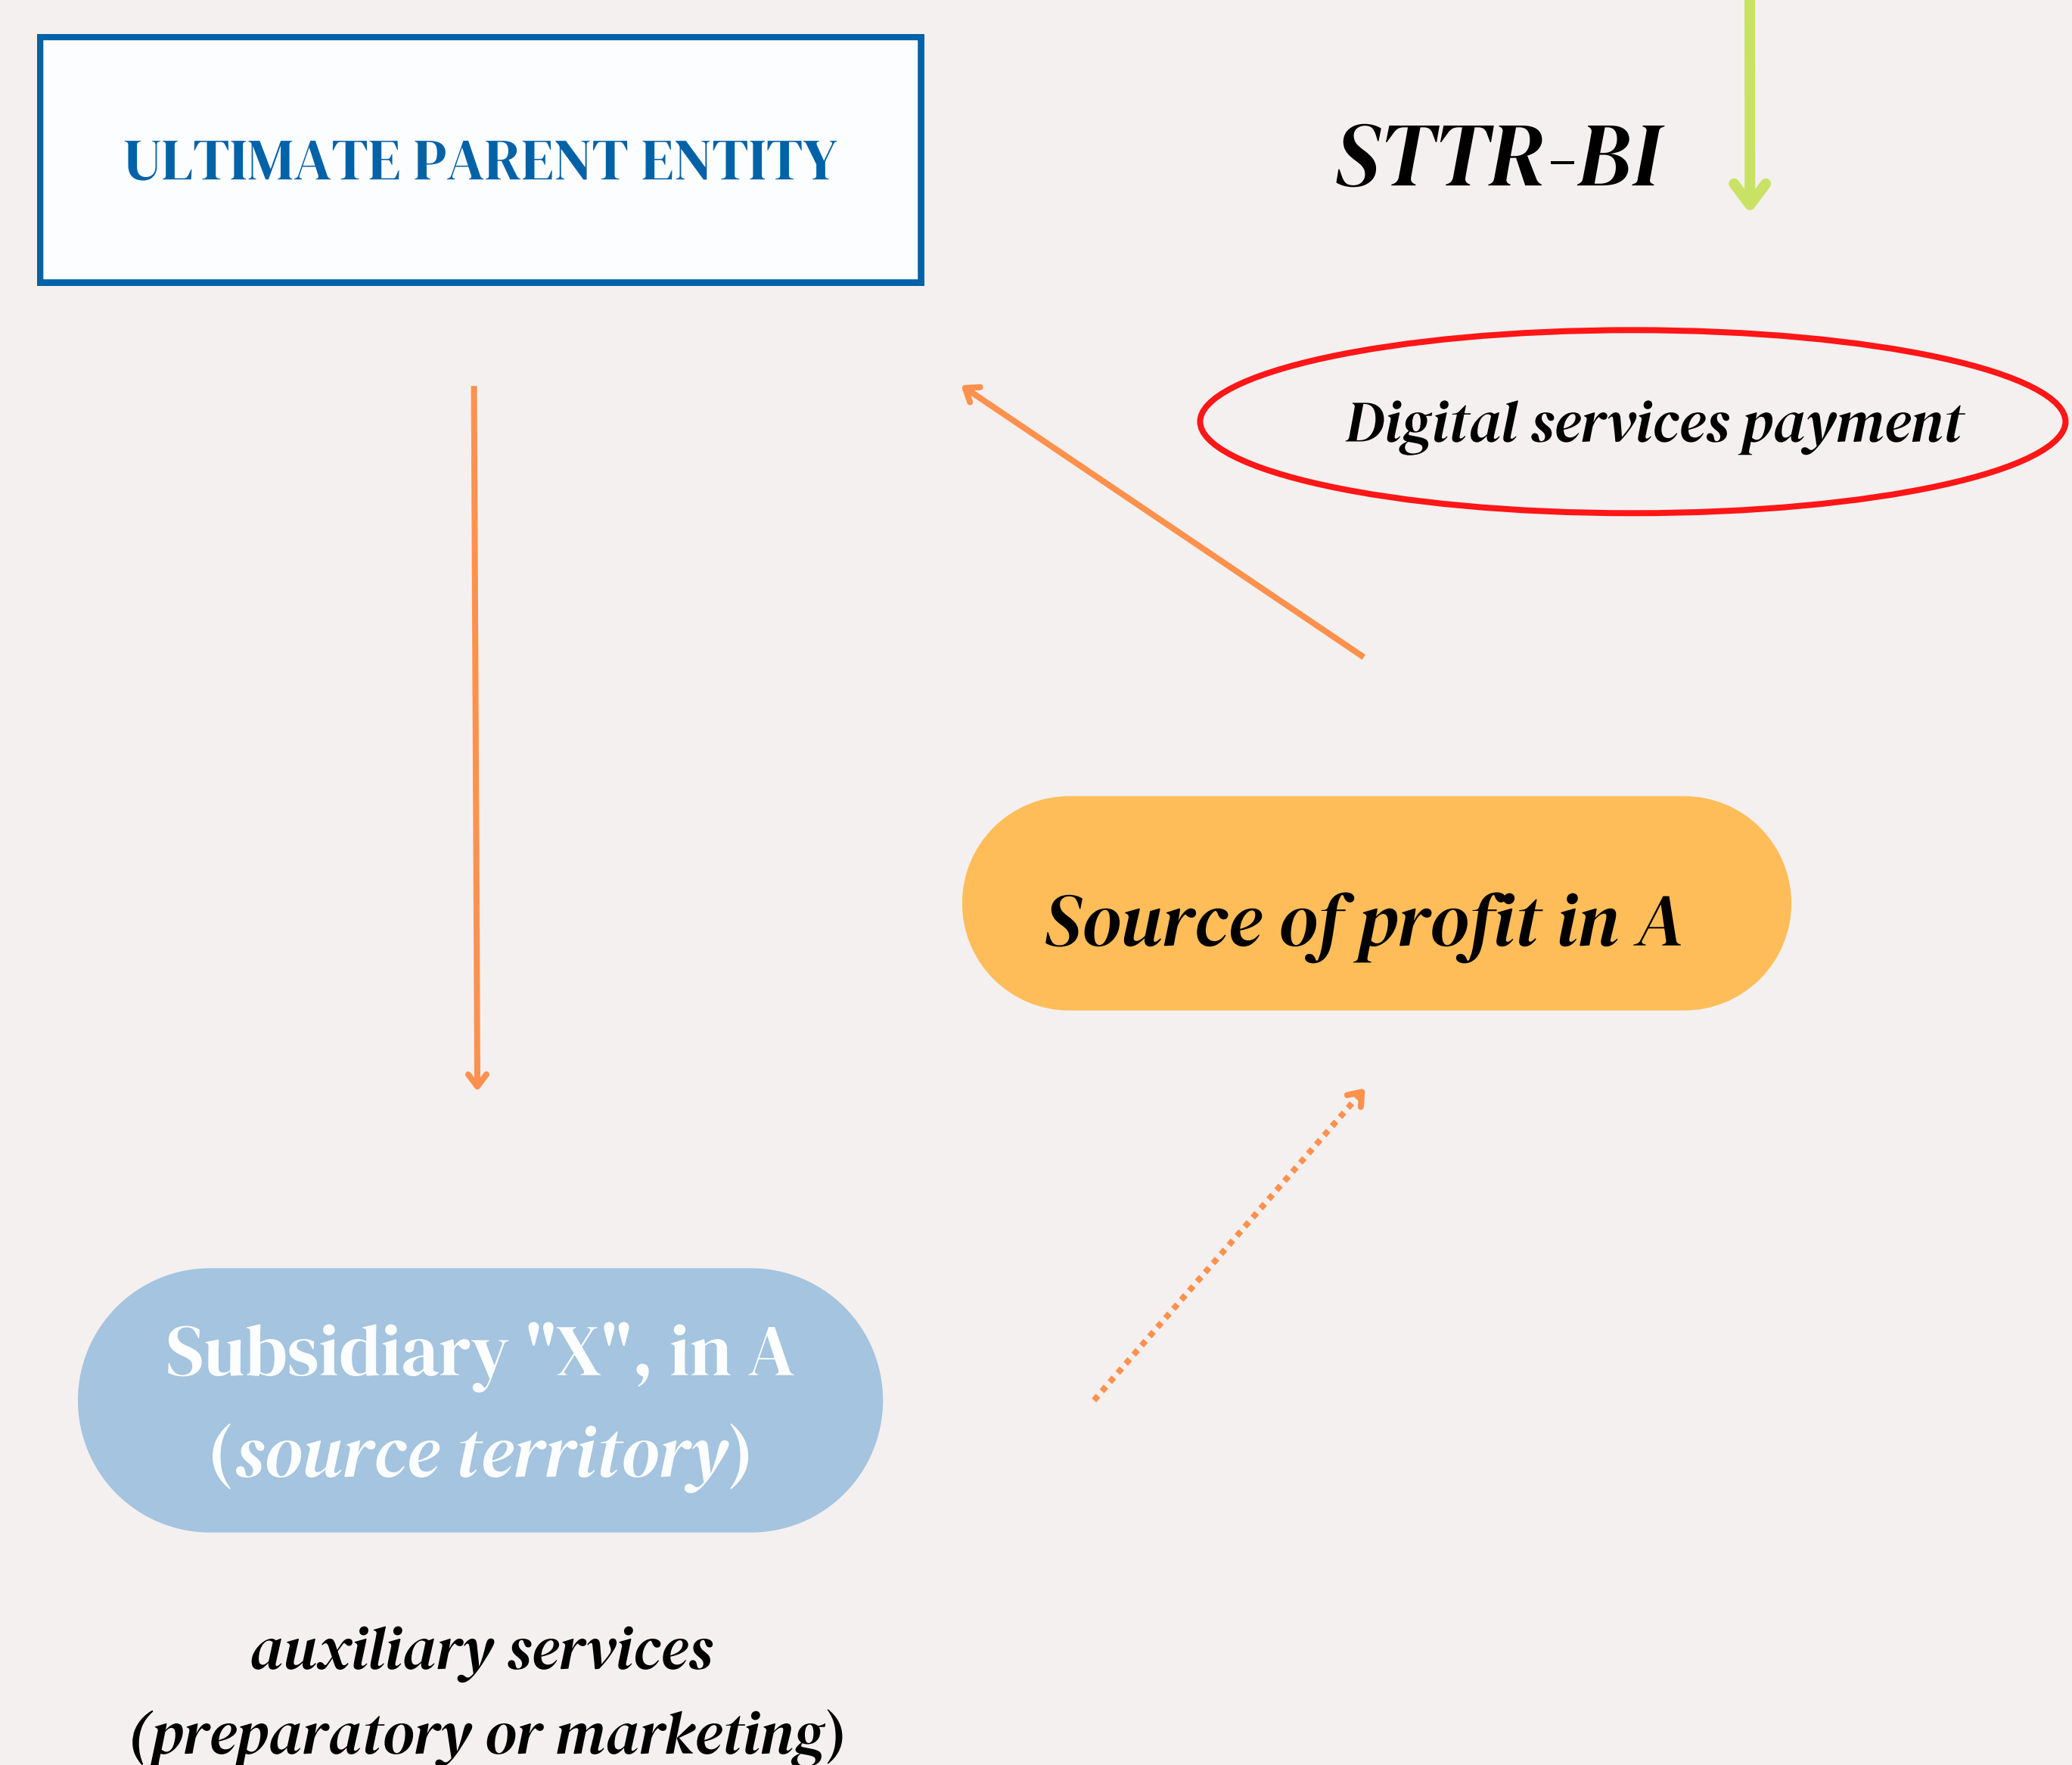 ULTIMATE PARENT ENTITY
STTR-BI
Digital services payment
Source of profit in A
Subsidiary "X", in A
(source territory)
auxiliary services
(preparatory or marketing)